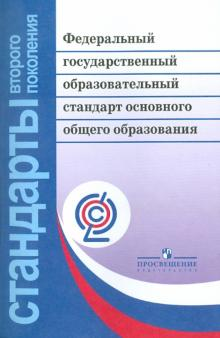 Федеральный
государственный
образовательный
стандарт основного
общего образования
стандарты
второго
поколения
ПРОСВЕЩЕНИЕ
ИЗДАТЕЛЬСТВО